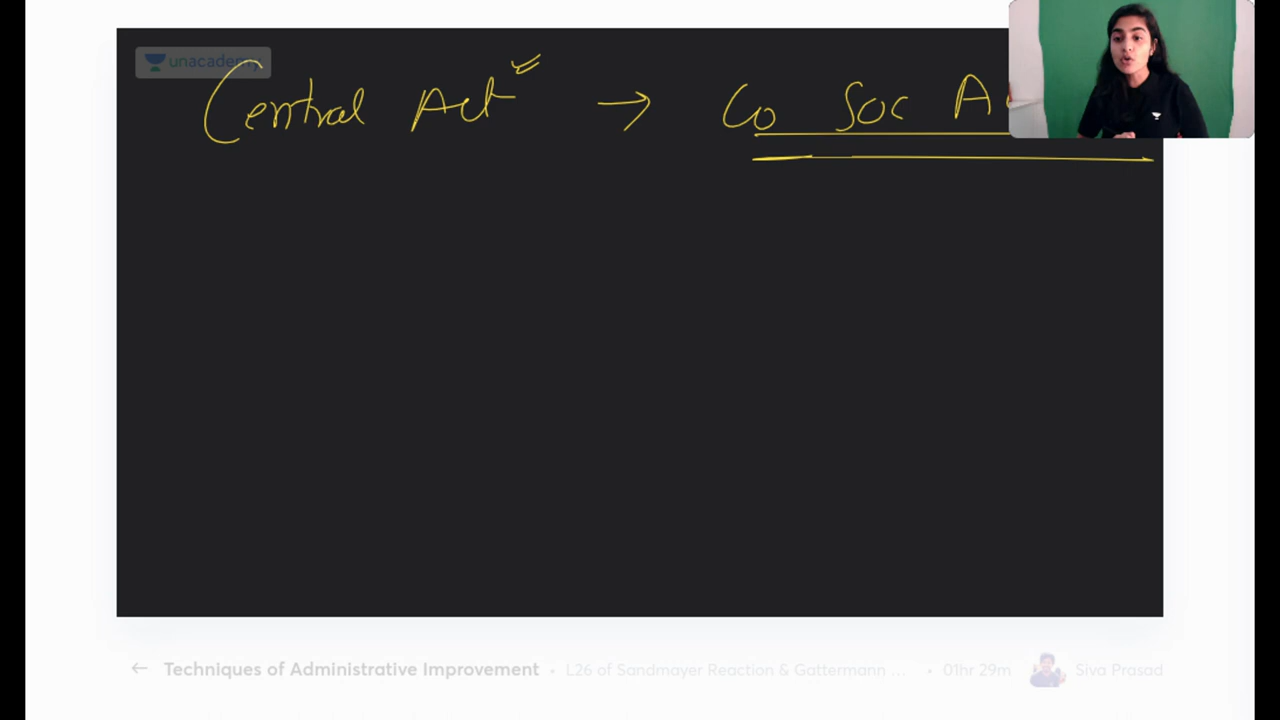 unacademy
Central Act → Co Soc
Techniques of Administrative Improvement • L26 of Sandmayer Reaction & Gattermann ... • 01hr 29m Siva Prasad